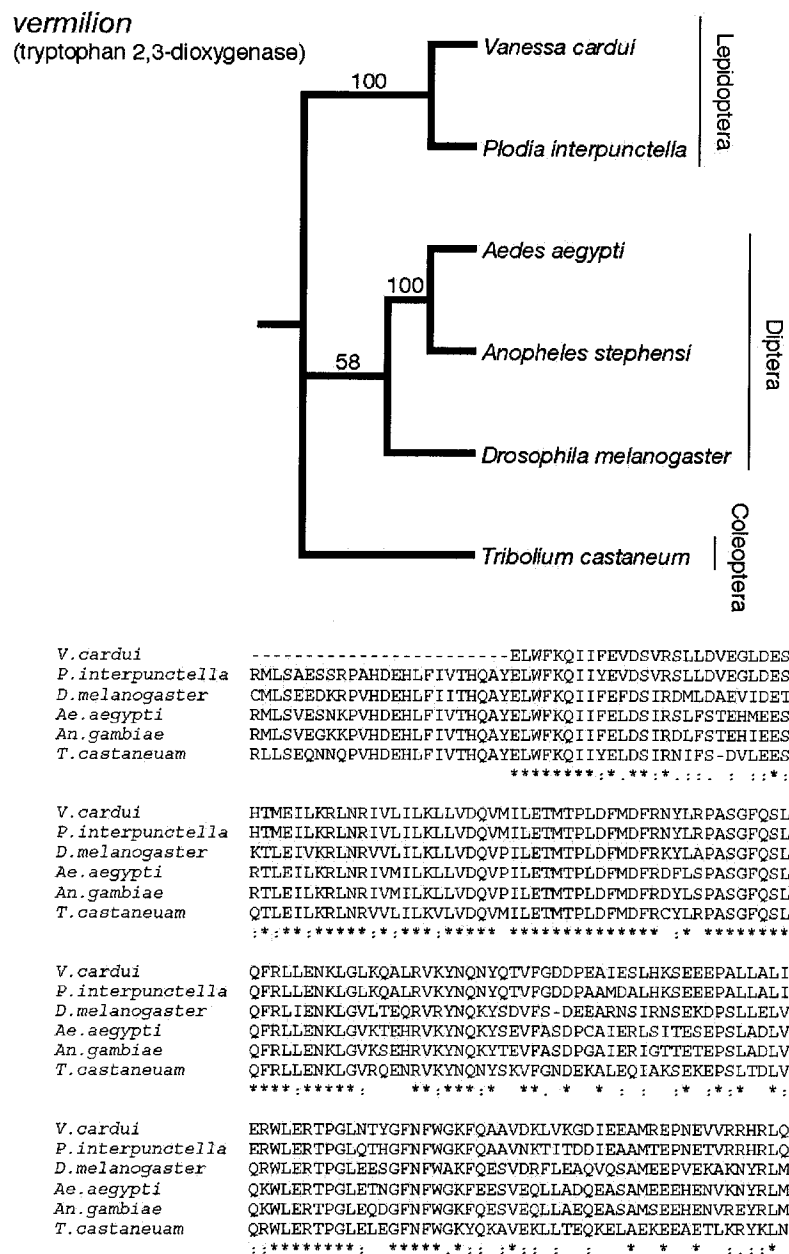 vermilion
(tryptophan 2,3-dioxygenase)
100
Vanessa cardui
Plodia interpunctella
Lepidoptera
100
58
Aedes aegypti
Anopheles stephensi
Drosophila melanogaster
Diptera
Tribolium castaneum
Coleoptera
V.cardui -----------------------ELWFKQIIFEVDSVRSLLDVEGLDES
P.interpunctella RMLSAESSRPAHDEHLFIVTHQAYELWFKQIIYEVDSVRSLLDVEGLDES
D.melanogaster CMLSEEDKRPVHDEHLFIITHQAYELWFKQIIFEFDSIRDMLDAEVIDET
Ae.aegypti RMLSVESNKPVHDEHLFIVTHQAYELWFKQIIFELDSIRSLFSTEHMEES
An.gambiae RMLSVEGKKPVHDEHLFIVTHQAYELWFKQIIFELDSIRDLFSTEHIEES
T.castaneuam RLLSEQNNQPVHDEHLFIVTHQAYELWFKQIIYELDSIRNIFS-DVLEES
********:*.**:*.:: . ::*:
V.cardui HTMEILKRLNRIVLILKLLVDQVMILETMTPLDFMDFRNYLRPASGFQSL
P.interpunctella HTMEILKRLNRIVLILKLLVDQVMILETMTPLDFMDFRNYLRPASGFQSL
D.melanogaster KTLEIVKRLNRVVLILKLLVDQVPILETMTPLDFMDFRKYLAPASGFQSL
Ae.aegypti RTLEILKRLNRIVMILKLLVDQVPILETMTPLDFMDFRDFLSPASGFQSL
An.gambiae RTLEILKRLNRIVMILKLLVDQVPILETMTPLDFMDFRDYLSPASGFQSL
T.castaneuam QTLEILKRLNRVVLILKVLVDQVMILETMTPLDFMDFRCYLRPASGFQSL
:*:**:*****:*:***:***** ************** :* ********
V.cardui QFRLLENKLGLKQALRVKYNQNYQTVFGDDPEAIESLHKSEEEPALLALI
P.interpunctella QFRLLENKLGLKQALRVKYNQNYQTVFGDDPAAMDALHKSEEEPALLALI
D.melanogaster QFRLIENKLGVLTEQRVRYNQKYSDVFS-DEEARNSIRNSEKDPSLLELV
Ae.aegypti QFRLLENKLGVKTEHRVKYNQNYSEVFASDPCAIERLSITESEPSLADLV
An.gambiae QFRLLENKLGVKSEHRVKYNQKYTEVFASDPGAIERIGTTETEPSLADLV
T.castaneuam QFRLLENKLGVRQENRVKYNQNYSKVFGNDEKALEQIAKSEKEPSLTDLV
****:*****: **:***:* **. * * : : :* :*:* *:
V.cardui ERWLERTPGLNTYGFNFWGKFQAAVDKLVKGDIEEAMREPNEVVRRHRLQ
P.interpunctella ERWLERTPGLQTHGFNFWGKFQAAVNKTITDDIEAAMTEPNETVRRHRLQ
D.melanogaster QRWLERTPGLEESGFNFWAKFQESVDRFLEAQVQSAMEEPVEKAKNYRLM
Ae.aegypti QKWLERTPGLETNGFNFWGKFEESVEQLLADQEASAMEEEHENVKNYRLM
An.gambiae QKWLERTPGLEQDGFNFWGKFQESVEQLLAEQEASAMSEEHENVREYRLM
T.castaneuam QRWLERTPGLELEGFNFWGKYQKAVEKLLTEQKELAEKEEAETLKRYKLN
::********: *****.*:: :*:: : : * * * :.::*